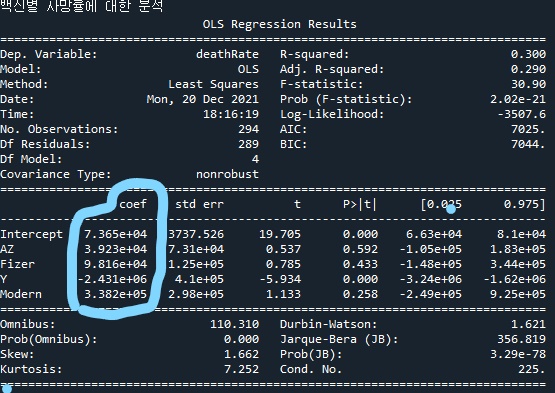 백신별 사망률에 대한 분석
OLS Regression Results
Dep. Variable: deathRate R-squared: 0.300
Model: OLS Adj. R-squared: 0.290
Method: Least Squares F-statistic: 30.90
Date: Mon, 20 Dec 2021 Prob (F-statistic): 2.02e-21
Time: 18:16:19 Log-Likelihood: -3507.6
No. Observations: 294 AIC: 7025.
Df Residuals: 289 BIC: 7044.
Df Model: 4
Covariance Type: nonrobust
coef std err t P>|t| [0.025 0.975]
Intercept 7.365e+04 3737.526 19.705 0.000 6.63e+04 8.1e+04
AZ 3.923e+04 7.31e+04 0.537 0.592 -1.05e+05 1.83e+05
Fizer 9.816e+04 1.25e+05 0.785 0.433 -1.48e+05 3.44e+05
Y -2.431e+06 4.1e+05 -5.934 0.000 -3.24e+06 -1.62e+06
Modern 3.382e+05 2.98e+05 1.133 0.258 -2.49e+05 9.25e+05
Omnibus: 110.310 Durbin-Watson: 1.621
Prob(Omnibus): 0.000 Jarque-Bera (JB): 356.819
Skew: 1.662 Prob(JB): 3.29e-78
Kurtosis: 7.252 Cond. No. 225.